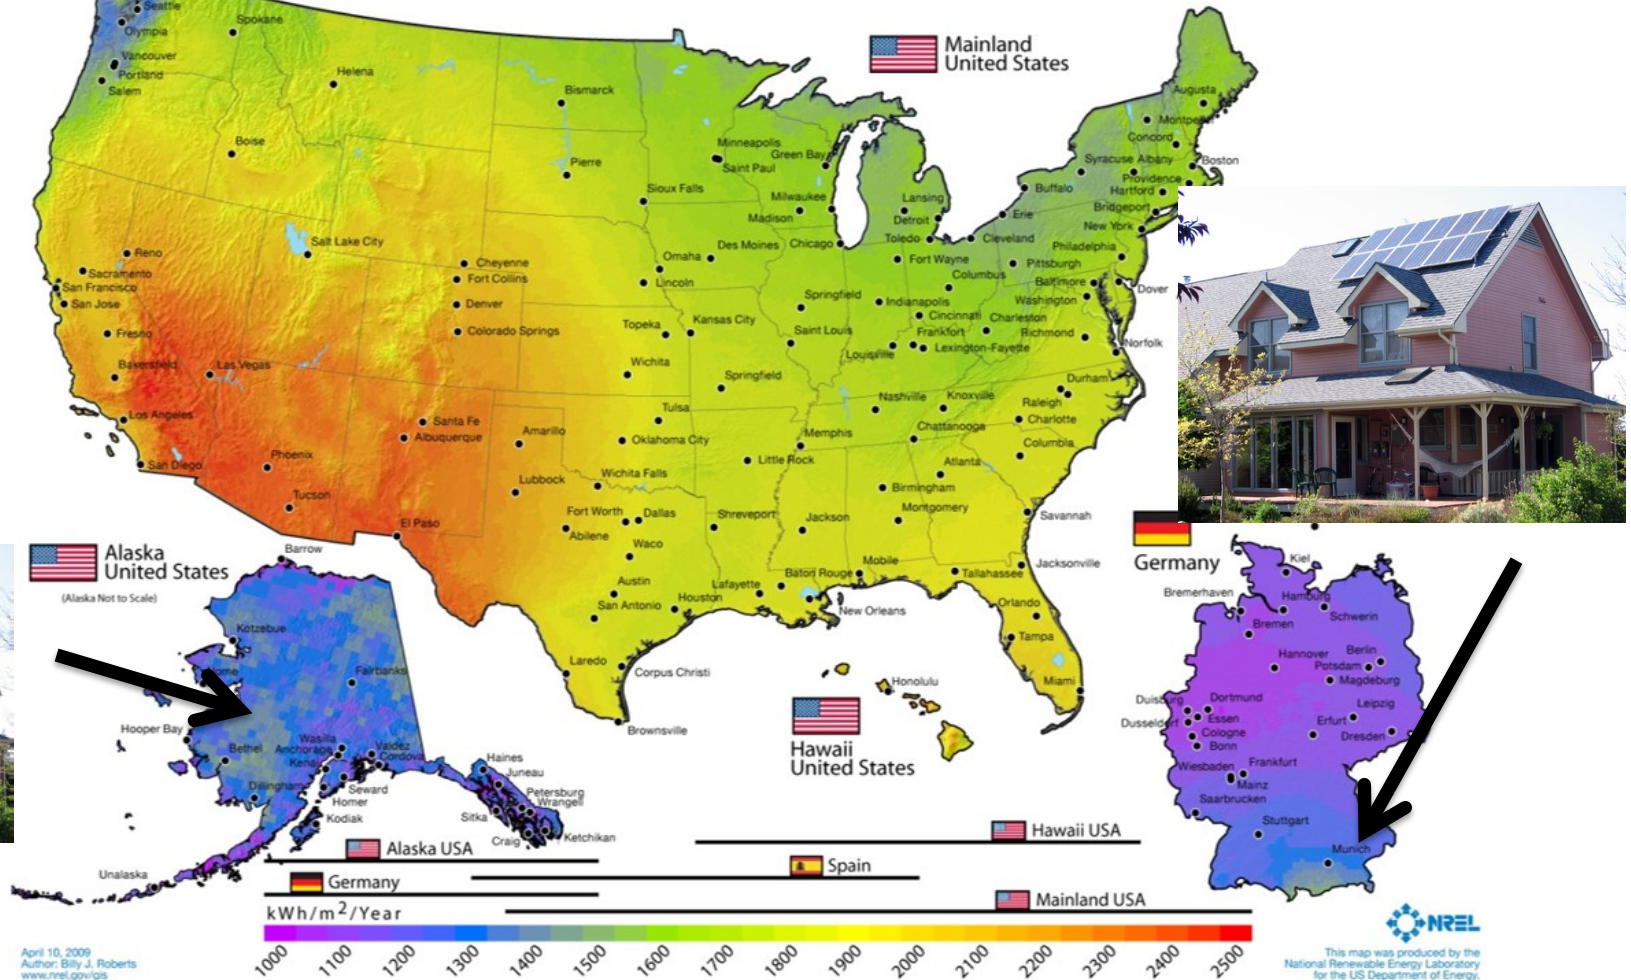 Seattle
Olympia
Spokane
Vancouver
Portland
Salem
Helena
Bismarck
Boise
Pierre
Minneapolis
Saint Paul
Green Bay
Sioux Falls
Milwaukee
Madison
Mainland
United States
Augusta
Montpelier
Concord
Syracuse Albany
Boston
Providence
Hartford
Bridgeport
New York
Buffalo
Erie
Lansing
Detroit
Toledo
Cleveland
Philadelphia
Reno
Sacramento
San Francisco
San Jose
Salt Lake City
Cheyenne
Fort Collins
Denver
Colorado Springs
Omaha
Lincoln
Des Moines
Chicago
Fort Wayne
Columbus
Pittsburgh
Baltimore
Washington
Dover
Springfield
Indianapolis
Cincinnati
Charleston
Frankfort
Richmond
Norfolk
Topeka
Kansas City
Saint Louis
Louisville
Lexington-Fayette
Fresno
Bakersfield
Las Vegas
Wichita
Springfield
Durham
Raleigh
Nashville
Knoxville
Charlotte
Los Angeles
Santa Fe
Albuquerque
Amarillo
Tulsa
Oklahoma City
Memphis
Chattanooga
Columbia
San Diego
Phoenix
Tucson
Lubbock
Wichita Falls
Little Rock
Atlanta
Birmingham
El Paso
Fort Worth
Dallas
Abilene
Shreveport
Jackson
Montgomery
Savannah
Waco
Austin
San Antonio
Houston
Lafayette
Baton Rouge
Mobile
Tallahassee
Jacksonville
New Orleans
Orlando
Tampa
Miami
Laredo
Corpus Christi
Brownsville
Alaska
United States
(Alaska Not to Scale)
Barrow
Kotzebue
Nome
Fairbanks
Hooper Bay
Bethel
Wasilla
Anchorage
Kenai
Valdez
Cordova
Dillingham
Seward
Homer
Kodiak
Unalaska
Haines
Juneau
Petersburg
Wrangell
Sitka
Craig
Ketchikan
Honolulu
Hawaii
United States
Germany
Kiel
Bremerhaven
Hamburg
Schwerin
Bremen
Hannover
Berlin
Potsdam
Magdeburg
Duisburg
Dortmund
Dusseldorf
Essen
Cologne
Bonn
Leipzig
Erfurt
Dresden
Wiesbaden
Frankfurt
Mainz
Saarbrucken
Stuttgart
Munich
Alaska USA
Hawaii USA
Germany
Spain
Mainland USA
kWh/m2/Year
1000 1100 1200 1300 1400 1500 1600 1700 1800 1900 2000 2100 2200 2300 2400 2500
April 10, 2009
Author: Billy J. Roberts
www.nrel.gov/gis
NREL
This map was produced by the
National Renewable Energy Laboratory
for the US Department of Energy.